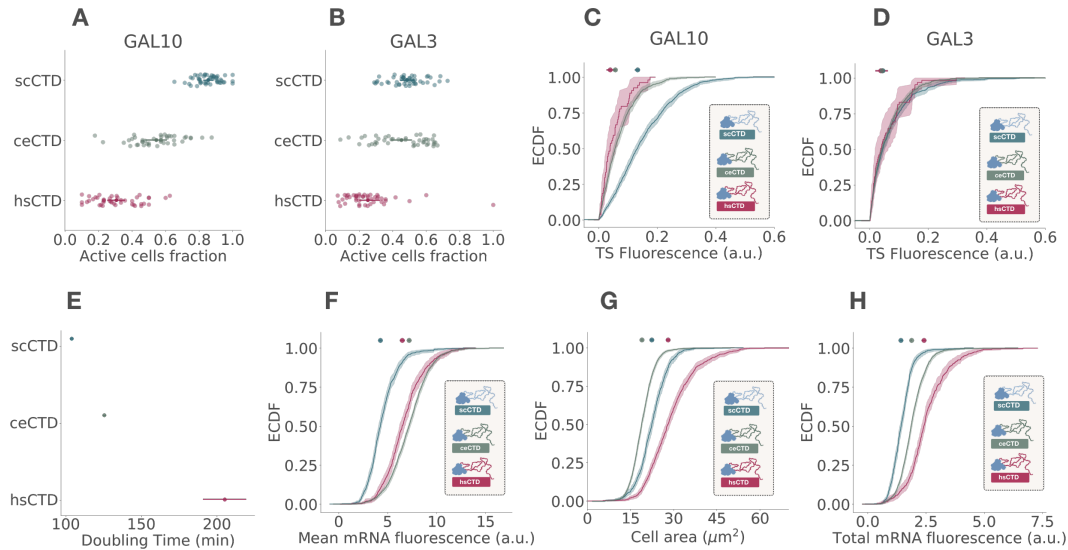 A
GAL10
scCTD
ceCTD
hsCTD
0.0 0.2 0.4 0.6 0.8 1.0
Active cells fraction
B
GAL3
scCTD
ceCTD
hsCTD
0.0 0.2 0.4 0.6 0.8 1.0
Active cells fraction
C
GAL10
1.00
0.75
0.50
0.25
0.00
ECDF
scCTD
ceCTD
hsCTD
0.0 0.2 0.4 0.6
TS Fluorescence (a.u.)
D
GAL3
1.00
0.75
0.50
0.25
0.00
ECDF
scCTD
ceCTD
hsCTD
0.0 0.2 0.4 0.6
TS Fluorescence (a.u.)
E
scCTD
ceCTD
hsCTD
100 150 200
Doubling Time (min)
F
1.00
0.75
0.50
0.25
0.00
ECDF
scCTD
ceCTD
hsCTD
0 5 10 15
Mean mRNA fluorescence (a.u.)
G
1.00
0.75
0.50
0.25
0.00
ECDF
scCTD
ceCTD
hsCTD
0 15 30 45 60
Cell area (μm²)
H
1.00
0.75
0.50
0.25
0.00
ECDF
scCTD
ceCTD
hsCTD
0.0 2.5 5.0 7.5
Total mRNA fluorescence (a.u.)